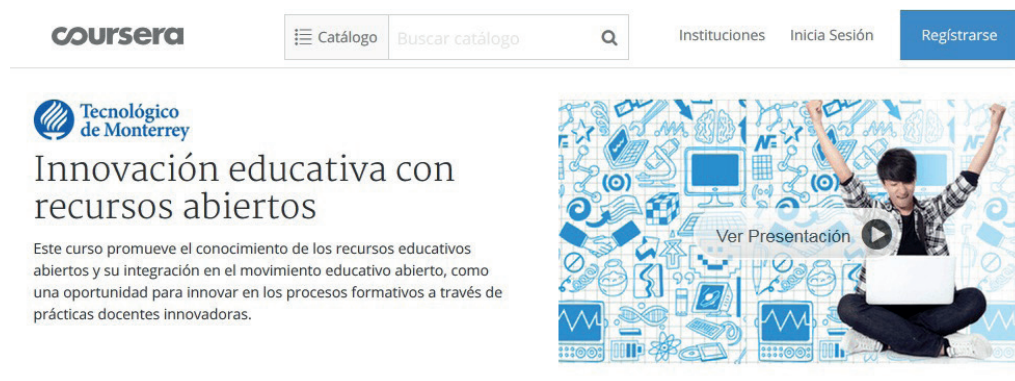 coursera
Catálogo
Buscar catálogo
Instituciones
Inicia Sesión
Regístrarse
Tecnológico
de Monterrey
Innovación educativa con
recursos abiertos
Este curso promueve el conocimiento de los recursos educativos
abiertos y su integración en el movimiento educativo abierto, como
una oportunidad para innovar en los procesos formativos a través de
prácticas docentes innovadoras.
Ver Presentación